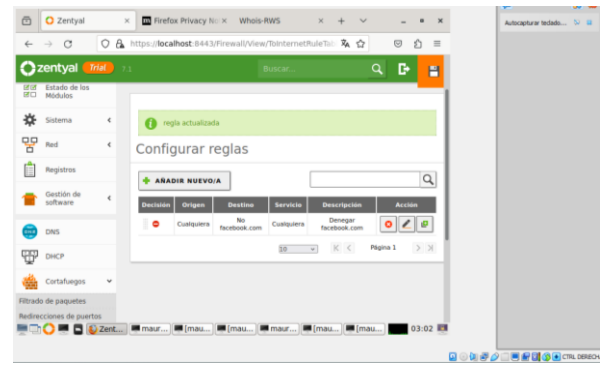 Zentyal × Firefox Privacy No × Whois-RWS ×
https://localhost:8443/Firewall/View/ToInternetRuleTabl
zentyal Trial 7.1 Buscar...
Estado de los
Módulos
Sistema
Red
Registros
Gestión de
software
DNS
DHCP
Cortafuegos
Filtrado de paquetes
Redirecciones de puertos
regla actualizada
Configurar reglas
AÑADIR NUEVO/A
Decisión Origen Destino Servicio Descripción Acción
Cualquiera No facebook.com Cualquiera Denegar facebook.com
10 Página 1
Zent... maur... [mau... [mau... maur... [mau... [mau... 03:02
Autocapturar teclado...
CTRL DERECH